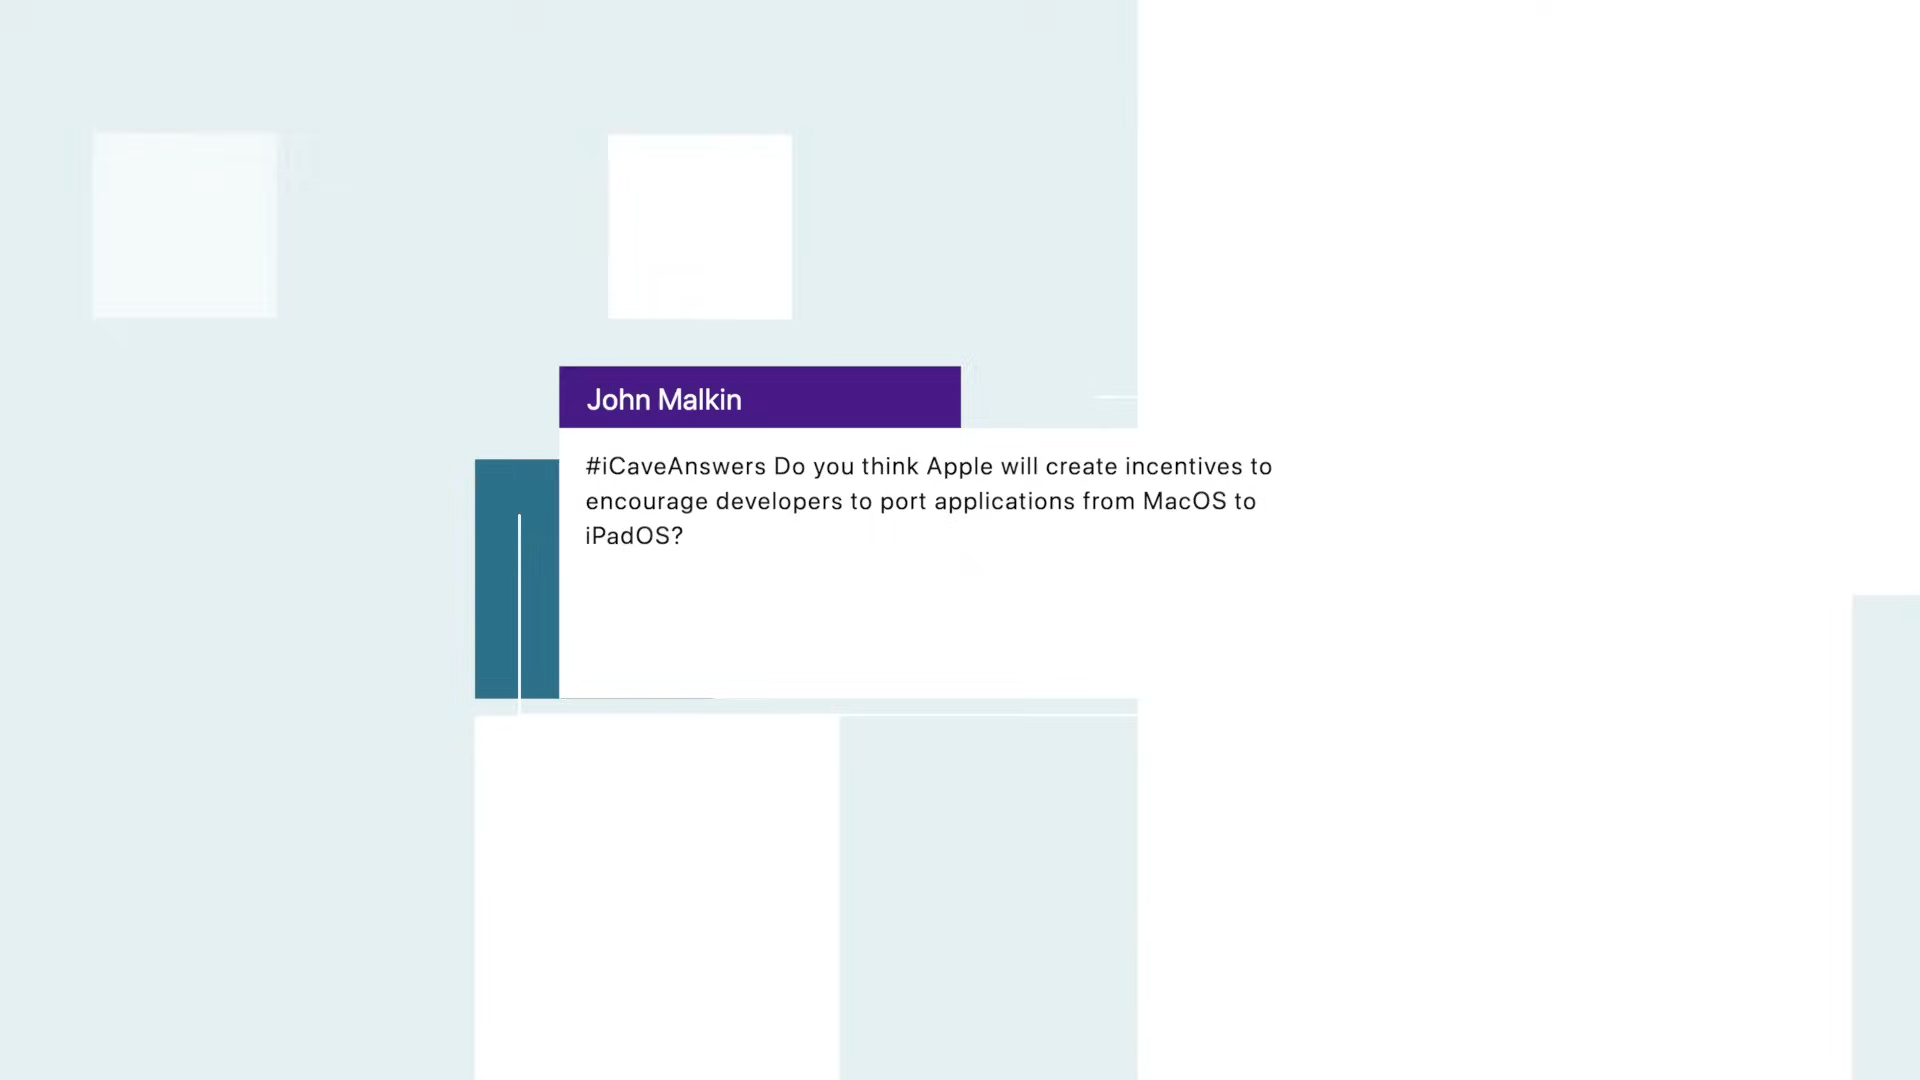 John Malkin
#iCaveAnswers Do you think Apple will create incentives to
encourage developers to port applications from MacOS to
iPadOS?